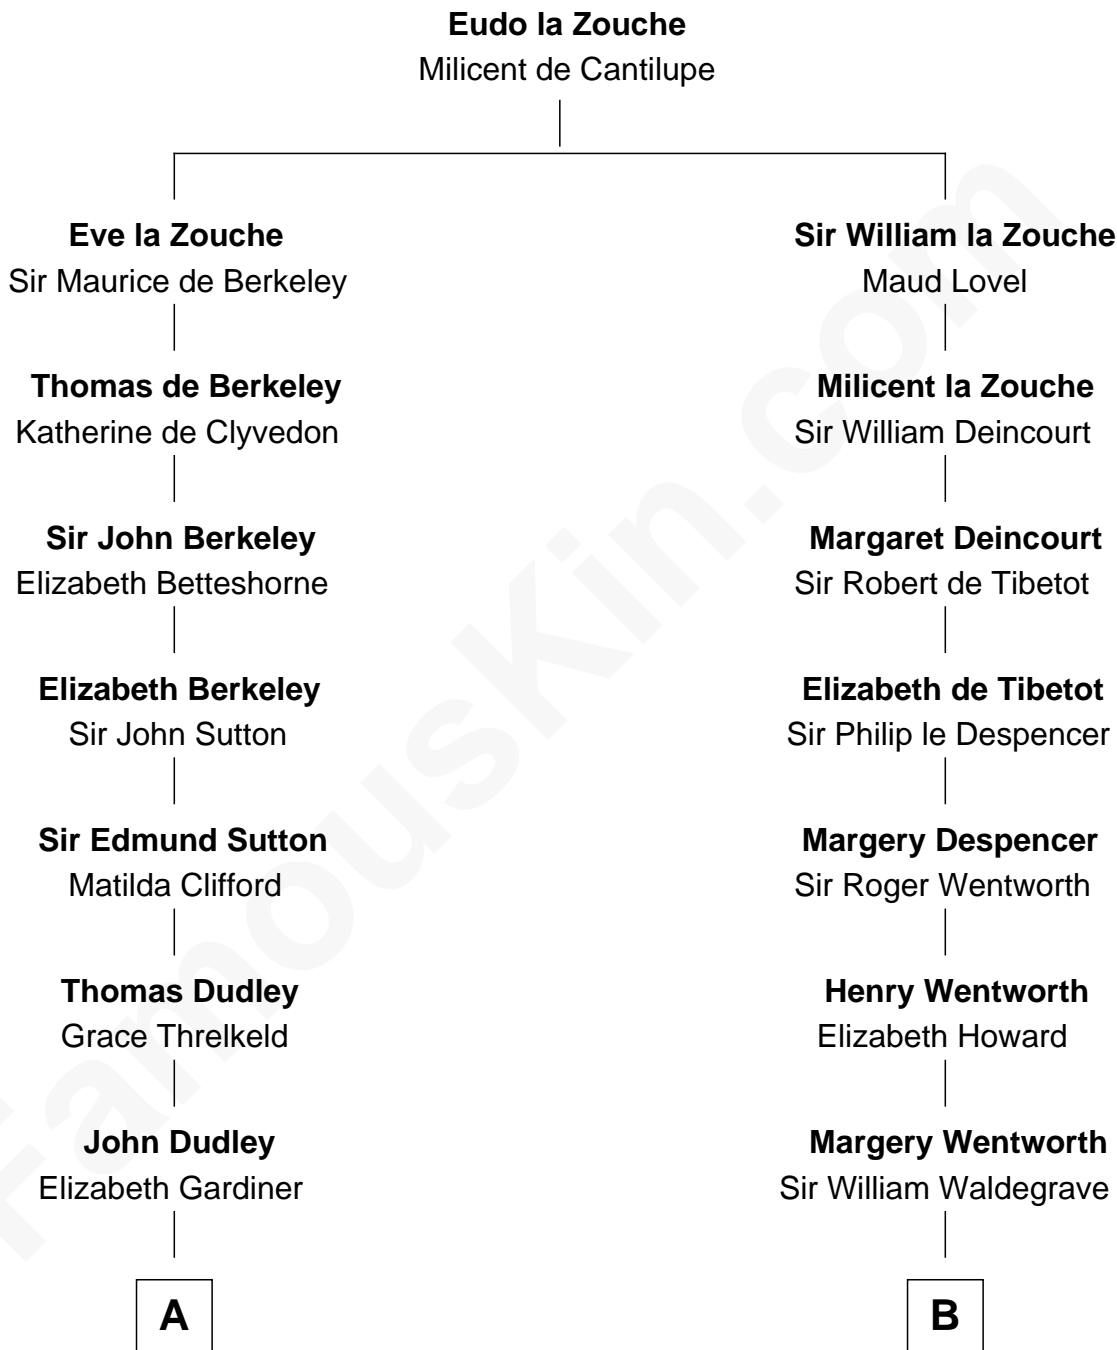 Eudo la Zouche
Milicent de Cantilupe
Eve la Zouche
Sir Maurice de Berkeley
Thomas de Berkeley
Katherine de Clyvedon
Sir John Berkeley
Elizabeth Betteshorne
Elizabeth Berkeley
Sir John Sutton
Sir Edmund Sutton
Matilda Clifford
Thomas Dudley
Grace Threlkeld
John Dudley
Elizabeth Gardiner
A
Sir William la Zouche
Maud Lovel
Milicent la Zouche
Sir William Deincourt
Margaret Deincourt
Sir Robert de Tibetot
Elizabeth de Tibetot
Sir Philip le Despencer
Margery Despencer
Sir Roger Wentworth
Henry Wentworth
Elizabeth Howard
Margery Wentworth
Sir William Waldegrave
B
FamousKin.com